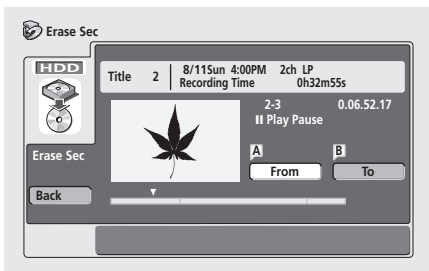 Erase Sec
HDD
Title 2 8/11Sun 4:00PM 2ch LP
Recording Time 0h32m55s
2-3 0.06.52.17
Play Pause
A B
From To
Erase Sec
Back